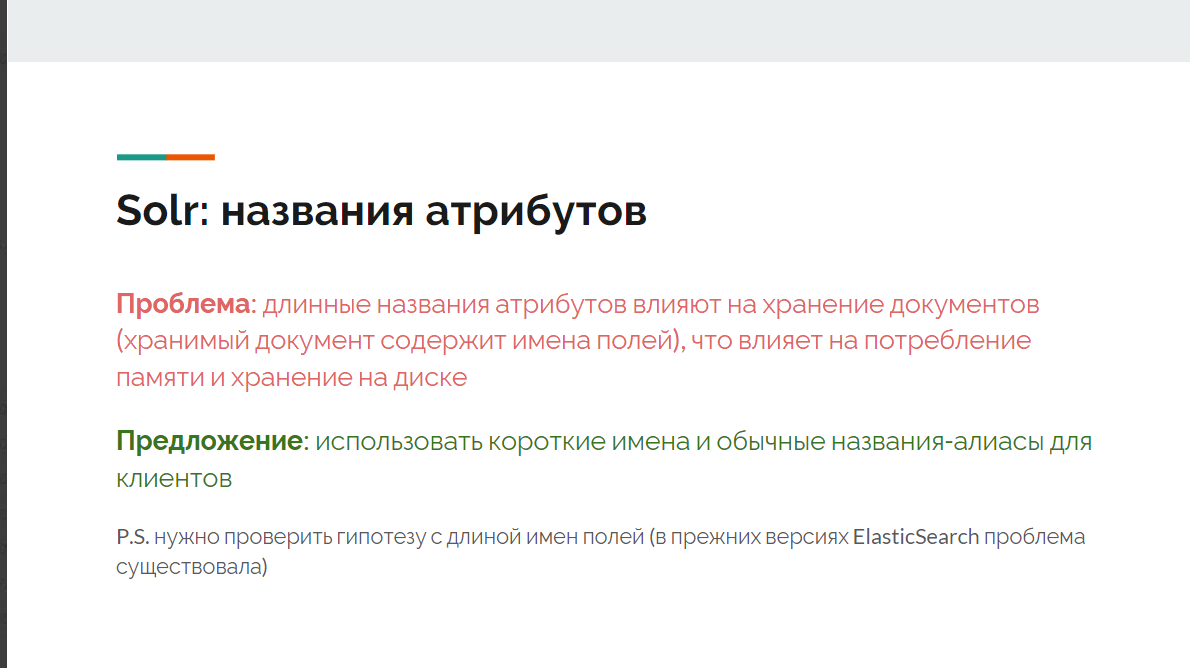 Solr: названия атрибутов
Проблема: длинные названия атрибутов влияют на хранение документов
(хранимый документ содержит имена полей), что влияет на потребление
памяти и хранение на диске
Предложение: использовать короткие имена и обычные названия-алиасы для
клиентов
P.S. нужно проверить гипотезу с длиной имен полей (в прежних версиях ElasticSearch проблема
существовала)